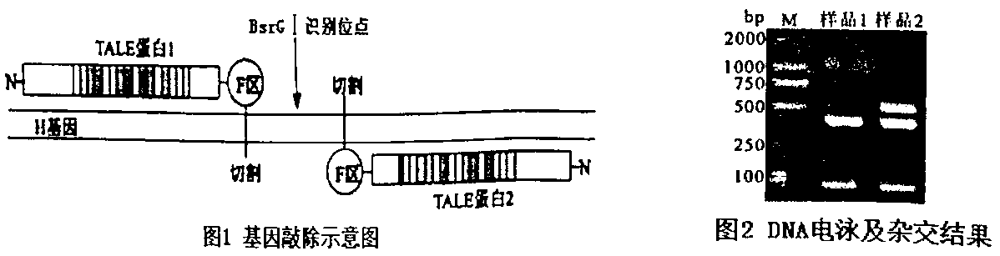 BsrG I 识别位点
TALE蛋白1
N
F区
切割
H基因
切割
F区
N
TALE蛋白2
图1 基因敲除示意图
bp M 样品1 样品2
2000
1000
750
500
250
100
图2 DNA电泳及杂交结果